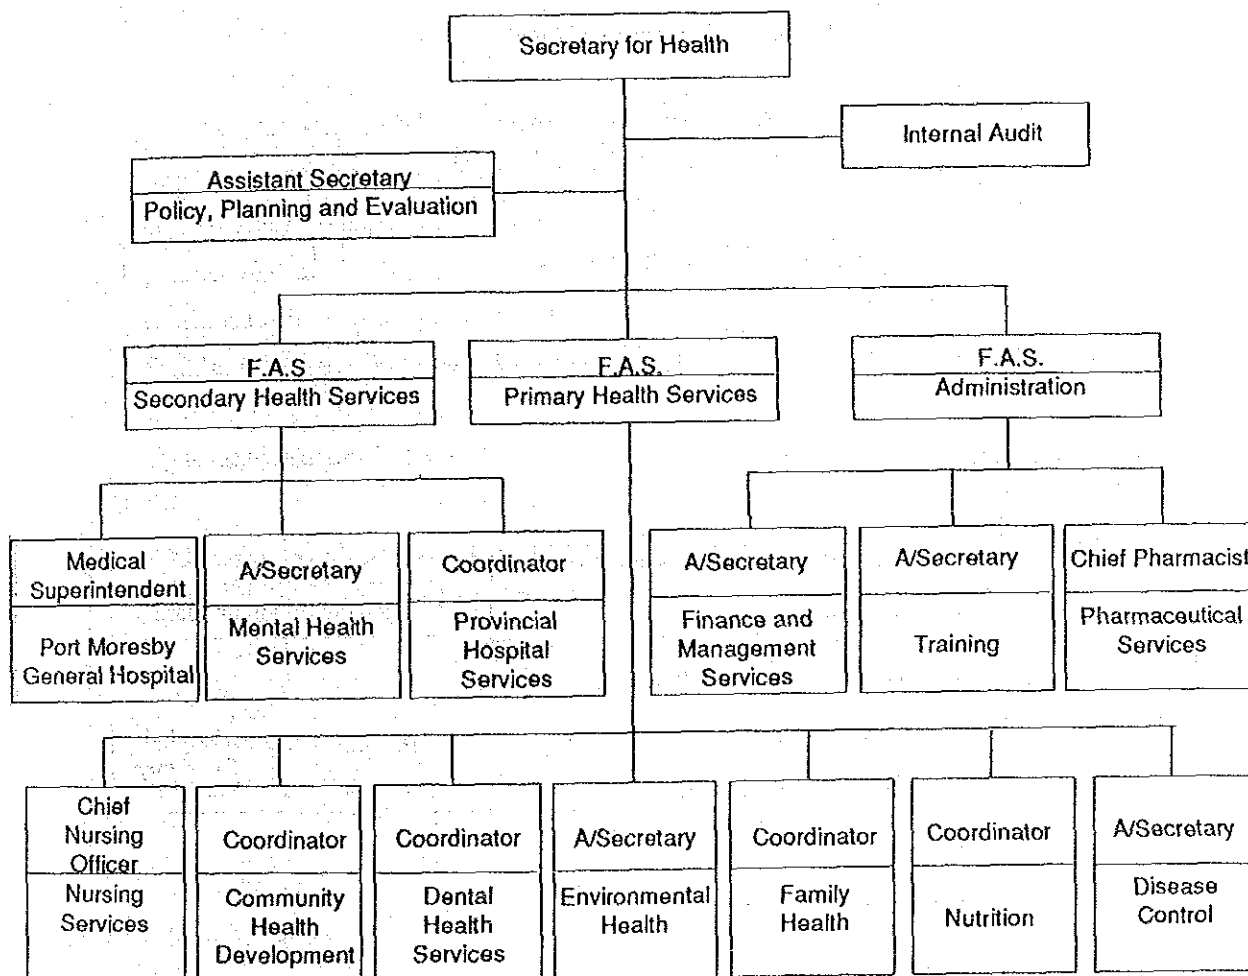 Secretary for Health
Internal Audit
Assistant Secretary
Policy, Planning and Evaluation
F.A.S
Secondary Health Services
F.A.S.
Primary Health Services
F.A.S.
Administration
Medical
Superintendent
Port Moresby
General Hospital
A/Secretary
Mental Health
Services
Coordinator
Provincial
Hospital
Services
A/Secretary
Finance and
Management
Services
A/Secretary
Training
Chief Pharmacist
Pharmaceutical
Services
Chief
Nursing
Officer
Nursing
Services
Coordinator
Community
Health
Development
Coordinator
Dental
Health
Services
A/Secretary
Environmental
Health
Coordinator
Family
Health
Coordinator
Nutrition
A/Secretary
Disease
Control